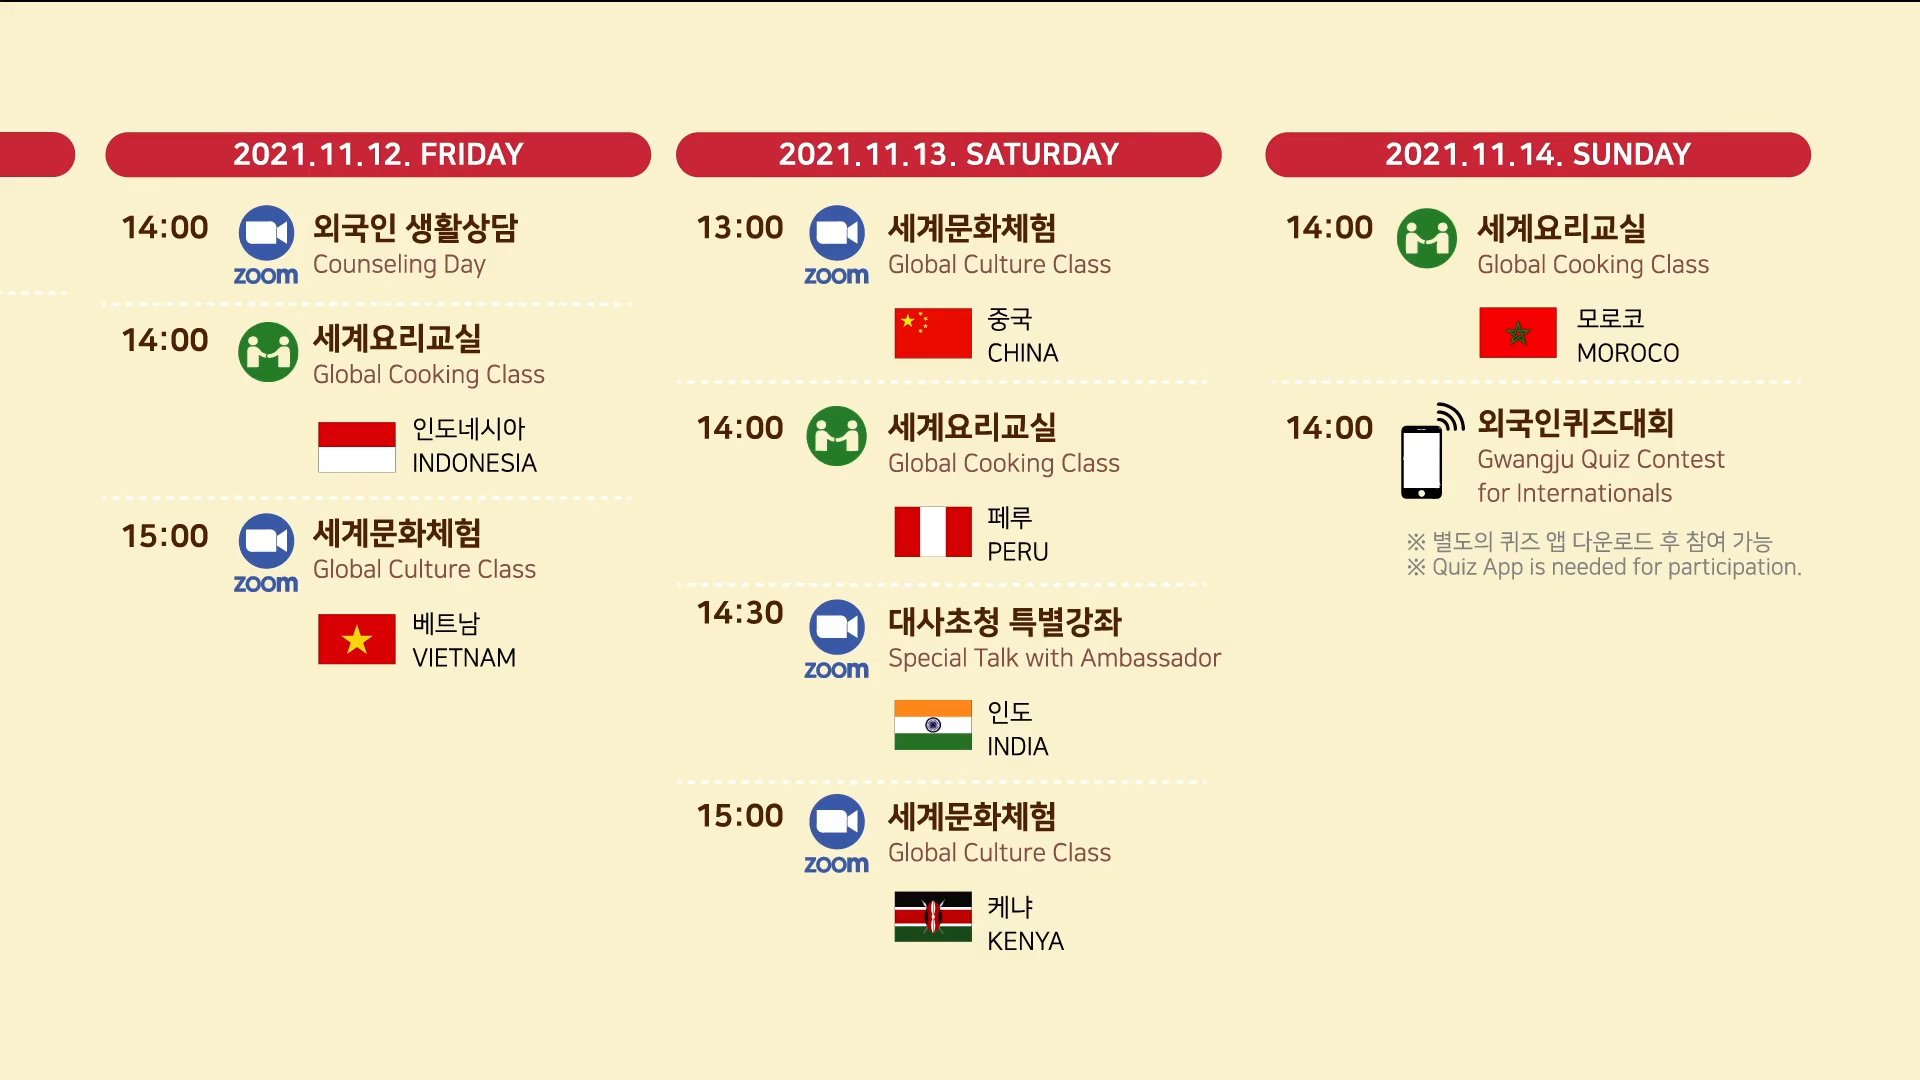 2021.11.12. FRIDAY
14:00
zoom
외국인 생활상담
Counseling Day
14:00
세계요리교실
Global Cooking Class
인도네시아
INDONESIA
15:00
zoom
세계문화체험
Global Culture Class
베트남
VIETNAM
2021.11.13. SATURDAY
13:00
zoom
세계문화체험
Global Culture Class
중국
CHINA
14:00
세계요리교실
Global Cooking Class
페루
PERU
14:30
zoom
대사초청 특별강좌
Special Talk with Ambassador
인도
INDIA
15:00
zoom
세계문화체험
Global Culture Class
케냐
KENYA
2021.11.14. SUNDAY
14:00
세계요리교실
Global Cooking Class
모로코
MOROCO
14:00
외국인퀴즈대회
Gwangju Quiz Contest
for Internationals
※ 별도의 퀴즈 앱 다운로드 후 참여 가능
※ Quiz App is needed for participation.